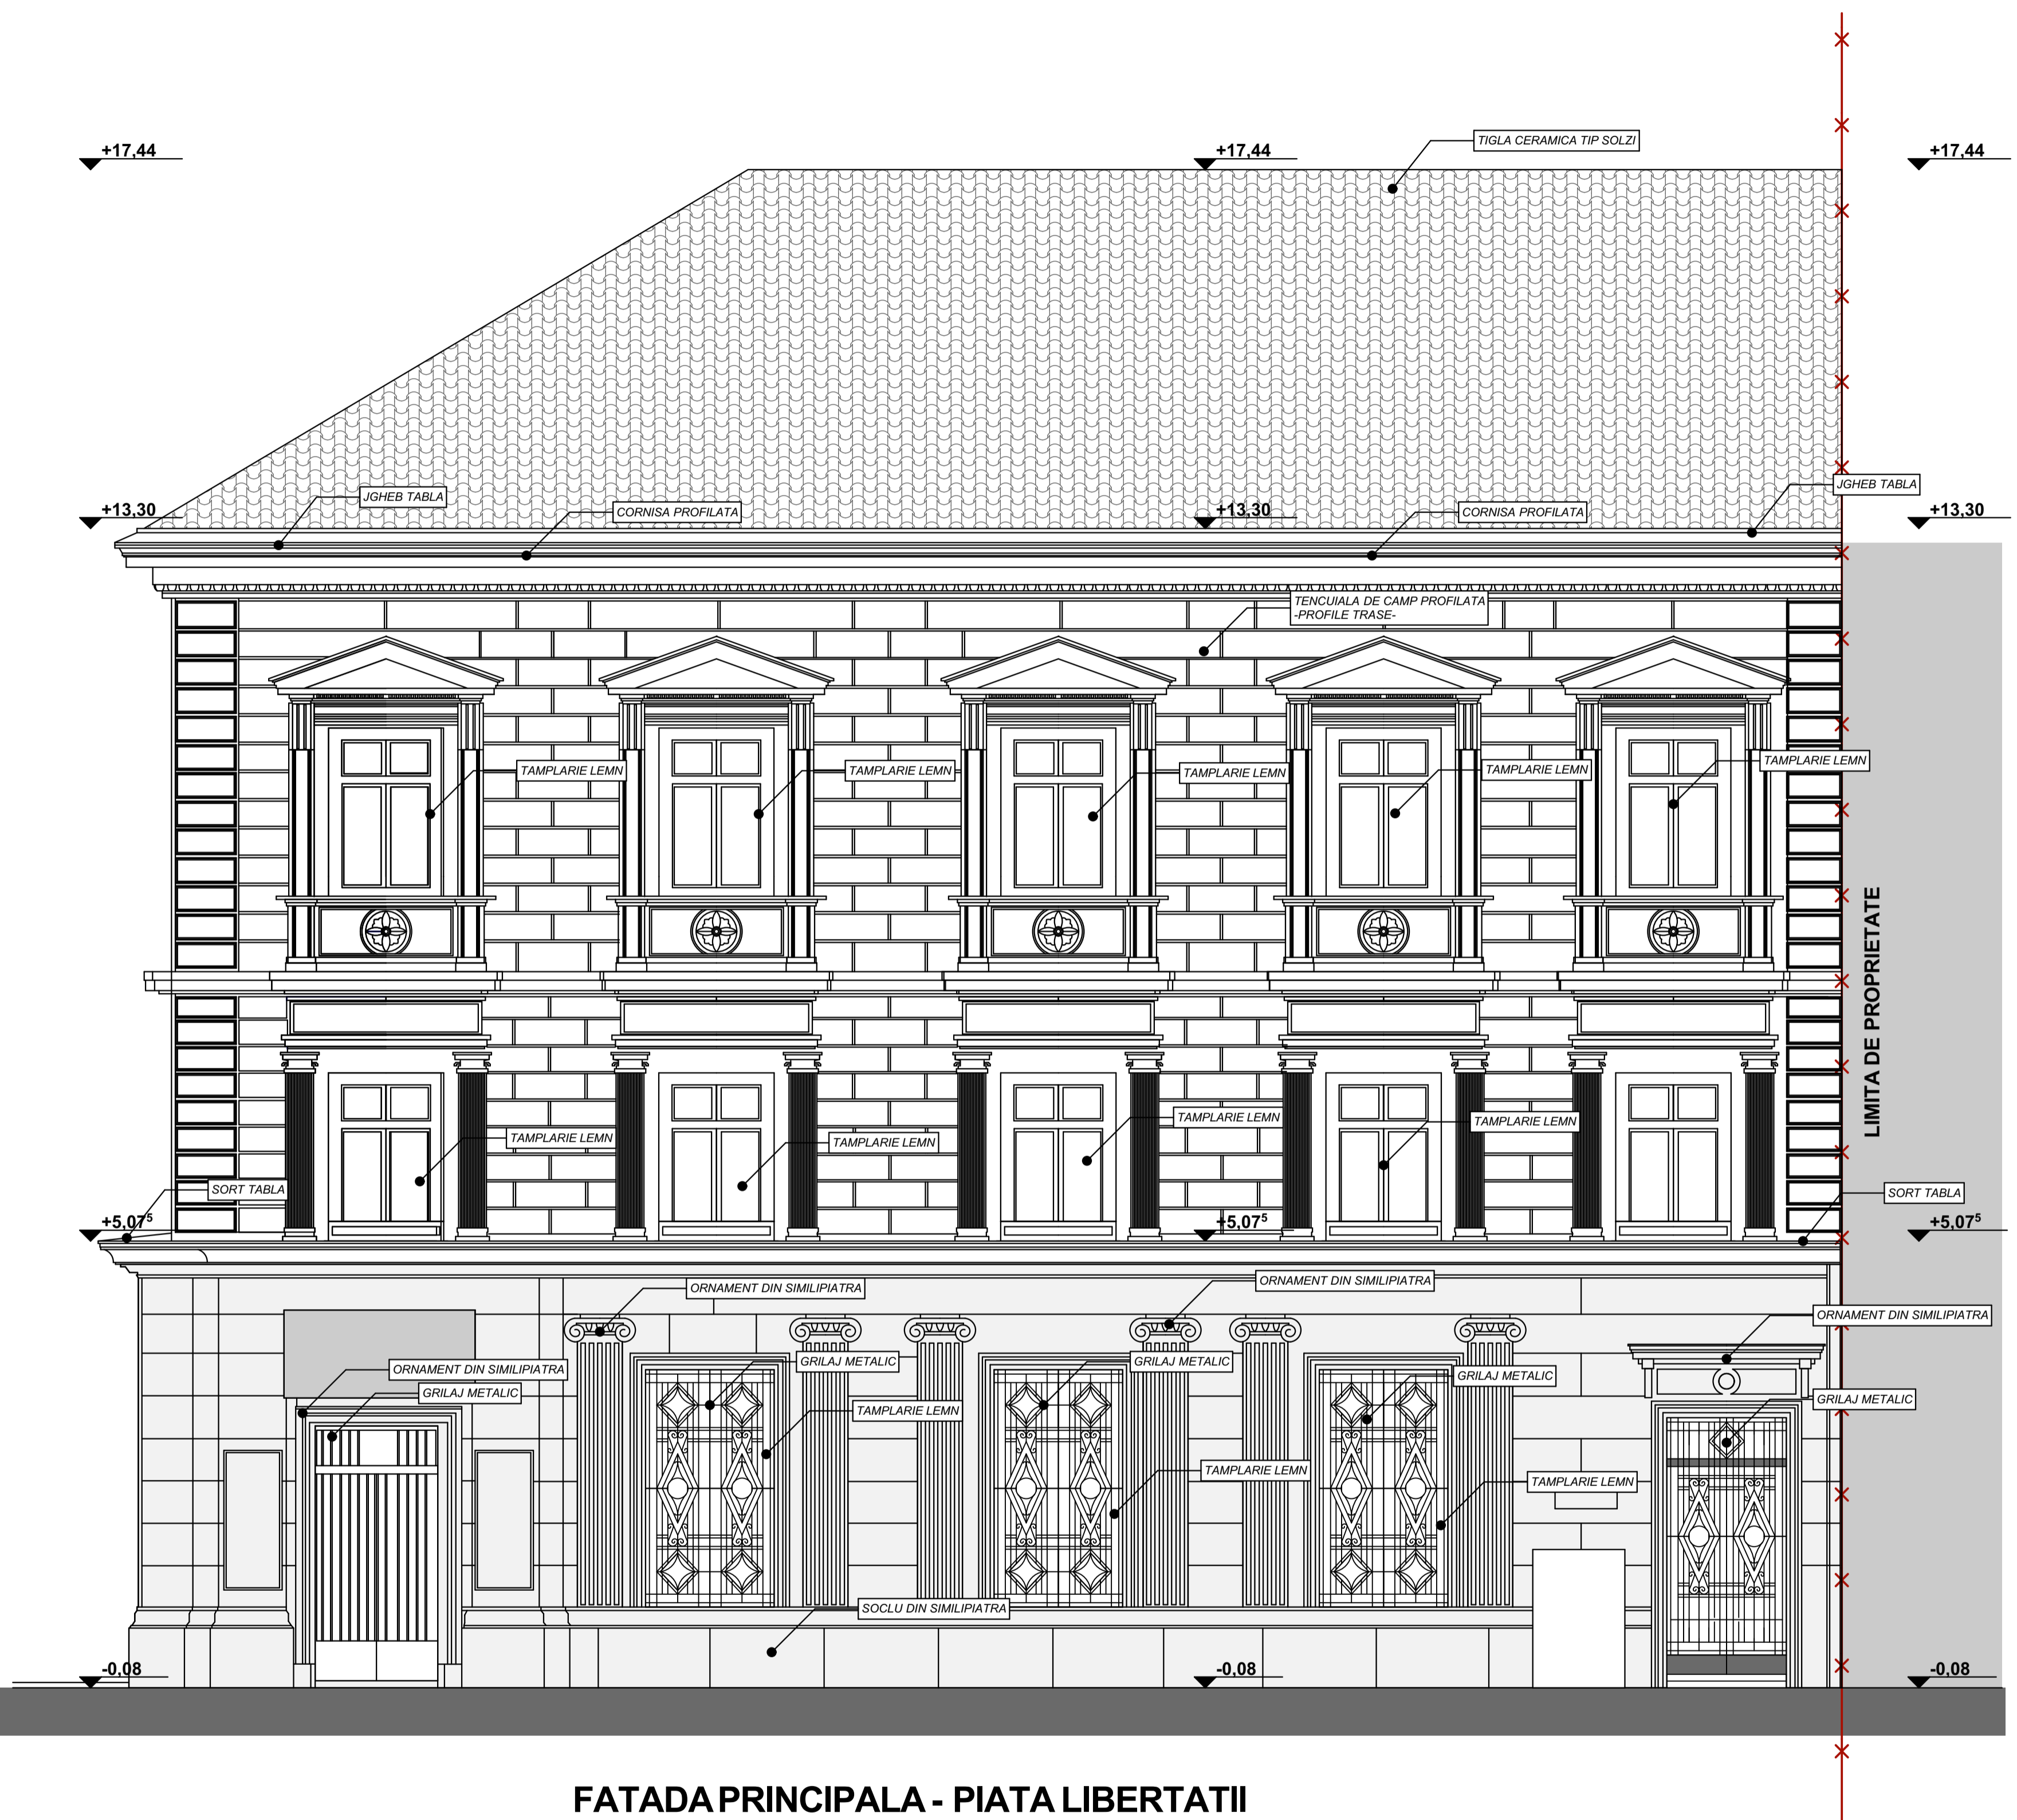 +17,44
+17,44
TIGLA CERAMICA TIP SOLZI
+17,44
JGHEB TABLA
JGHEB TABLA
+13,30
CORNISA PROFILATA
+13,30
CORNISA PROFILATA
+13,30
TENCUIALA DE CAMP PROFILATA
-PROFILE TRASE-
TAMPLARIE LEMN
TAMPLARIE LEMN
TAMPLARIE LEMN
TAMPLARIE LEMN
TAMPLARIE LEMN
LIMITA DE PROPRIETATE
TAMPLARIE LEMN
TAMPLARIE LEMN
TAMPLARIE LEMN
TAMPLARIE LEMN
SORT TABLA
SORT TABLA
+5,07⁵
+5,07⁵
+5,07⁵
ORNAMENT DIN SIMILIPIATRA
ORNAMENT DIN SIMILIPIATRA
ORNAMENT DIN SIMILIPIATRA
ORNAMENT DIN SIMILIPIATRA
GRILAJ METALIC
GRILAJ METALIC
GRILAJ METALIC
GRILAJ METALIC
GRILAJ METALIC
TAMPLARIE LEMN
TAMPLARIE LEMN
TAMPLARIE LEMN
SOCLU DIN SIMILIPIATRA
-0,08
-0,08
-0,08
FATADA PRINCIPALA - PIATA LIBERTATII